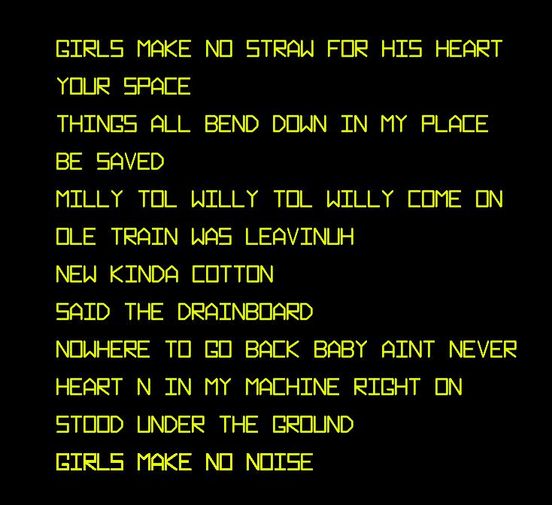 GIRLS MAKE NO STRAW FOR HIS HEART
YOUR SPACE
THINGS ALL BEND DOWN IN MY PLACE
BE SAVED
MILLY TOL WILLY TOL WILLY COME ON
OLE TRAIN WAS LEAVINUH
NEW KINDA COTTON
SAID THE DRAINBOARD
NOWHERE TO GO BACK BABY AINT NEVER
HEART N IN MY MACHINE RIGHT ON
STOOD UNDER THE GROUND
GIRLS MAKE NO NOISE